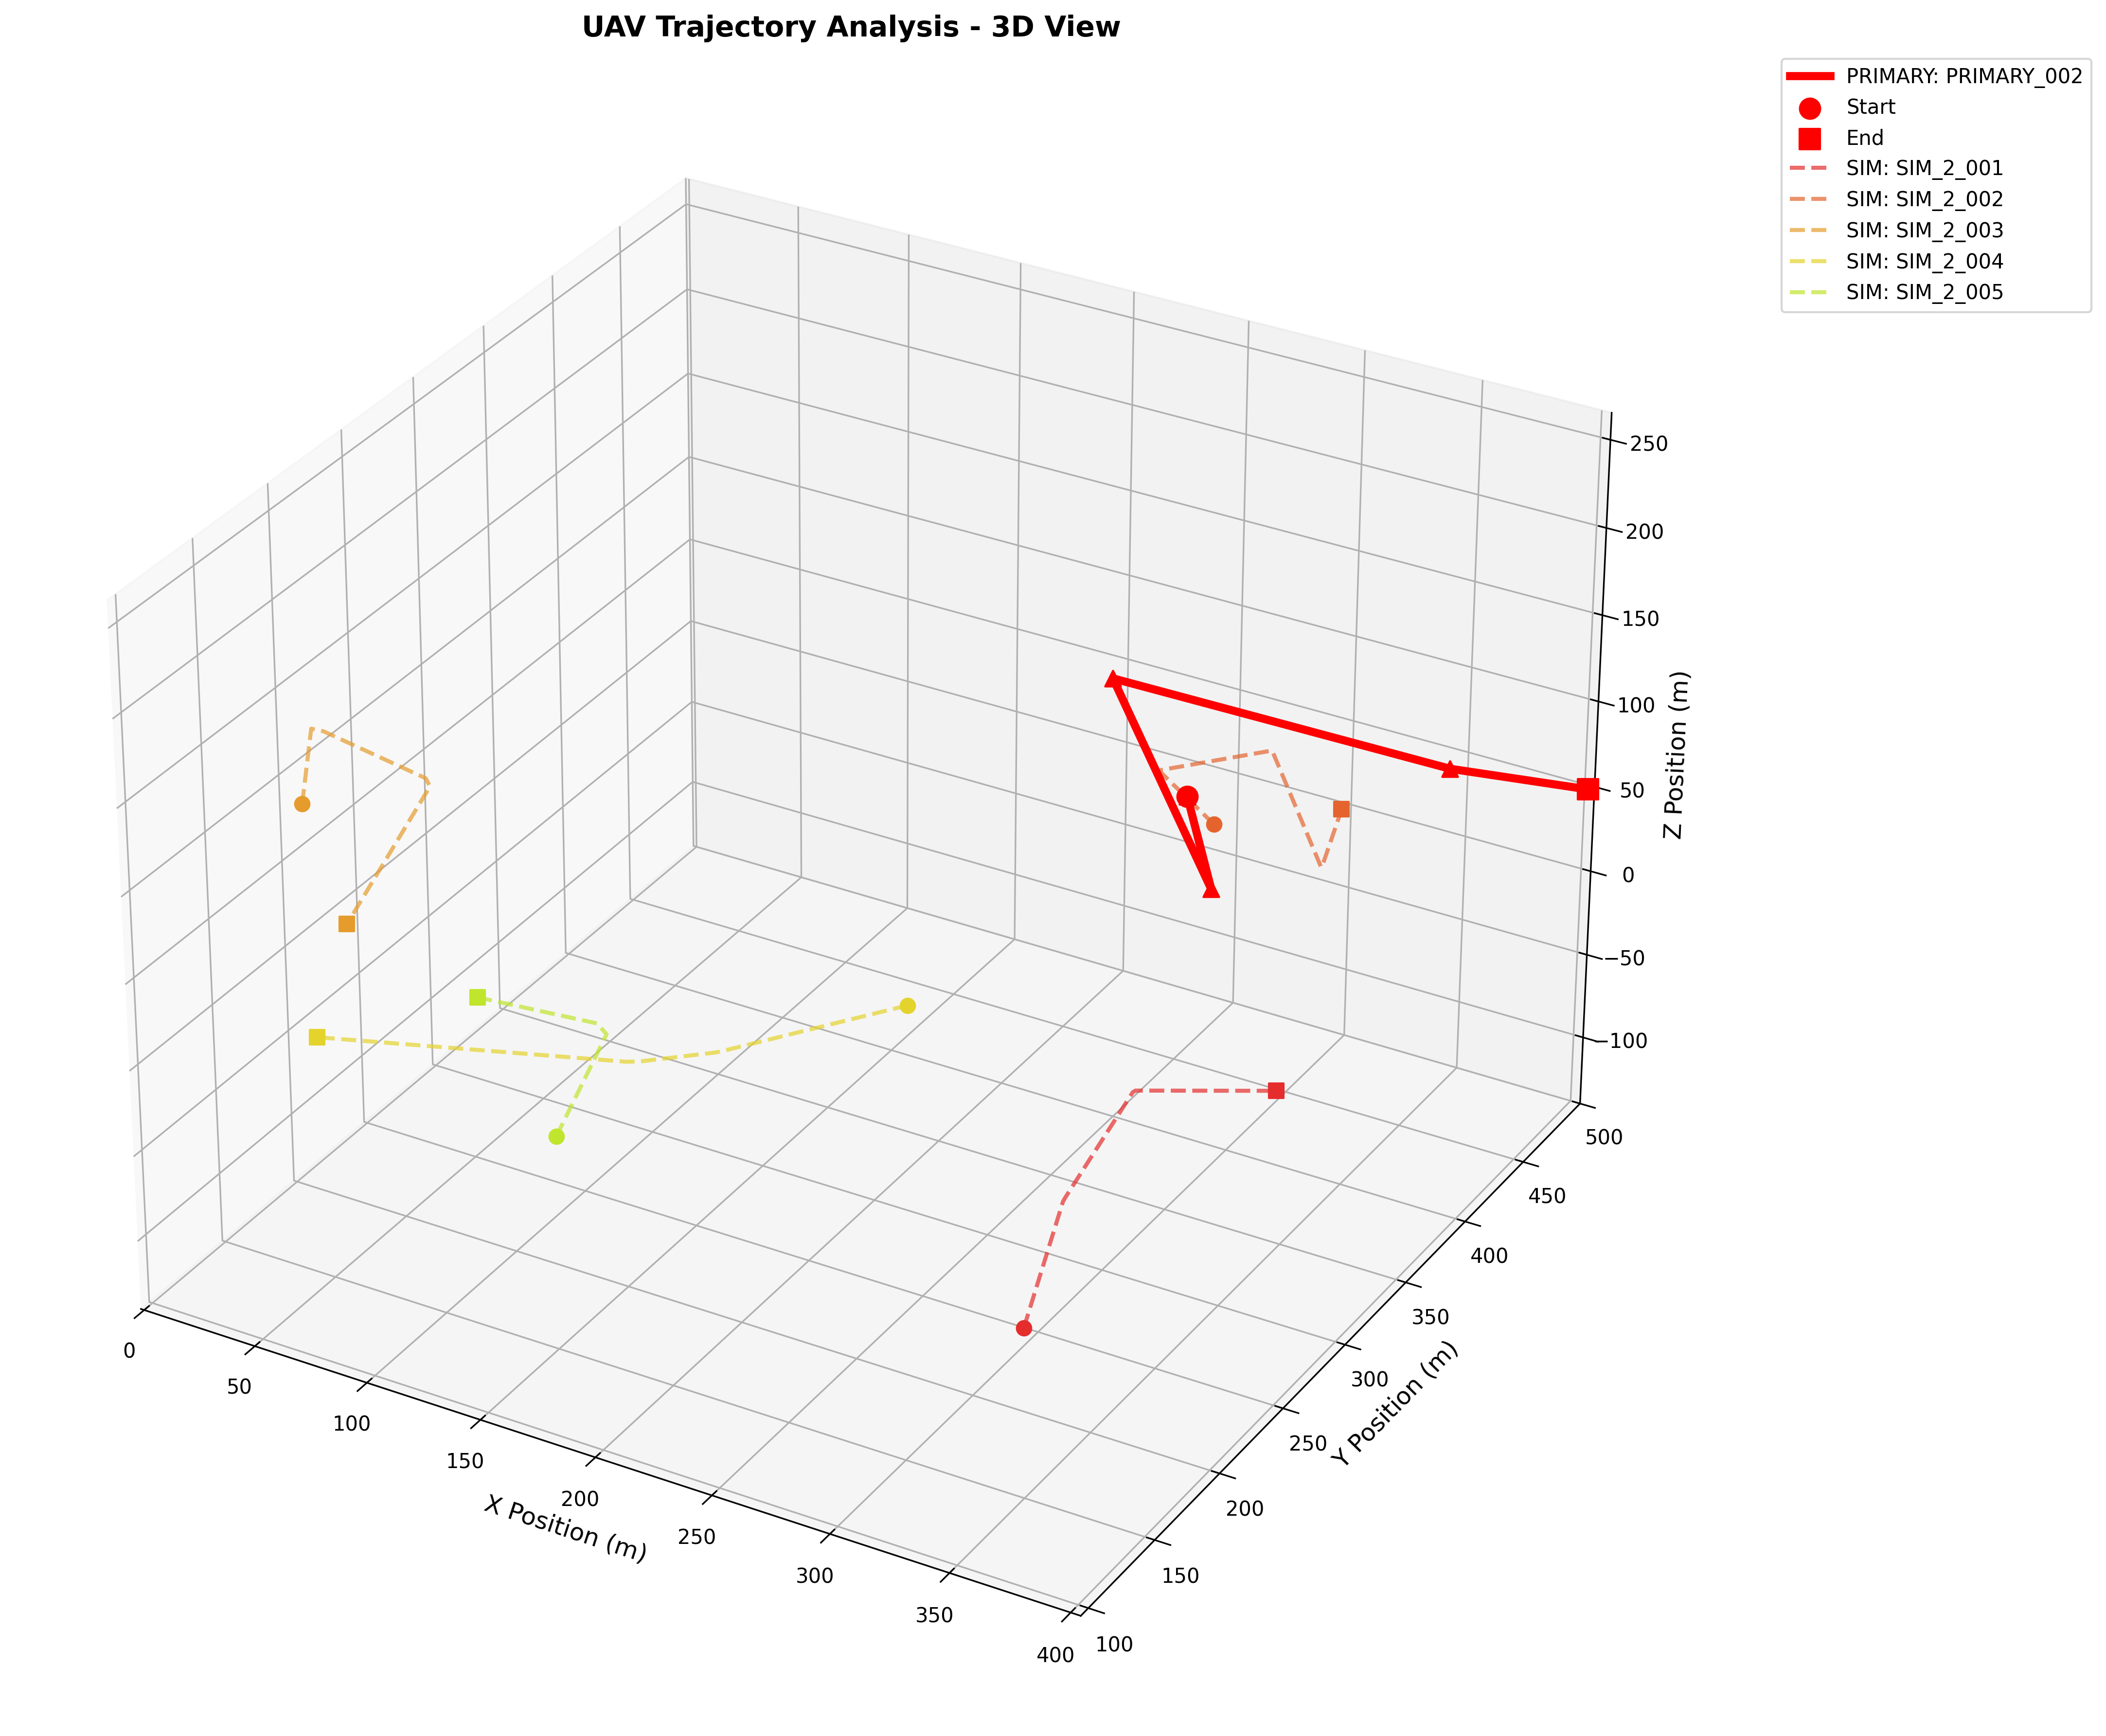 UAV Trajectory Analysis - 3D View
PRIMARY: PRIMARY_002
Start
End
SIM: SIM_2_001
SIM: SIM_2_002
SIM: SIM_2_003
SIM: SIM_2_004
SIM: SIM_2_005
250
200
150
100
50
0
−50
−100
Z Position (m)
500
450
400
350
300
250
200
150
100
Y Position (m)
0
50
100
150
200
250
300
350
400
X Position (m)